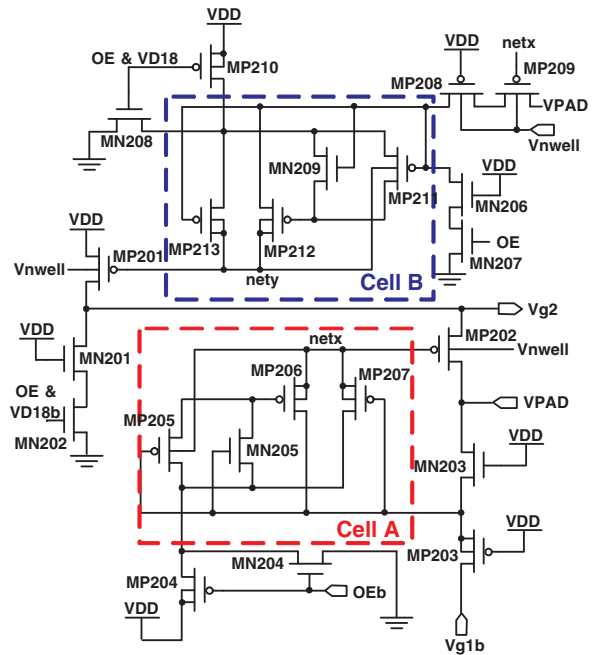 VDD
OE & VD18
MP210
VDD
netx
MP208
MP209
VPAD
MN208
Vnwell
MN209
VDD
MP211
MN206
OE
MN207
VDD
MP213
MP212
MP201
Vnwell
nety
Cell B
Vg2
VDD
netx
MP202
MN201
MP206
MP207
Vnwell
OE &
VD18b
MP205
VPAD
MN202
MN205
VDD
MN203
Cell A
VDD
MP204
MN204
MP203
VDD
OEb
Vg1b